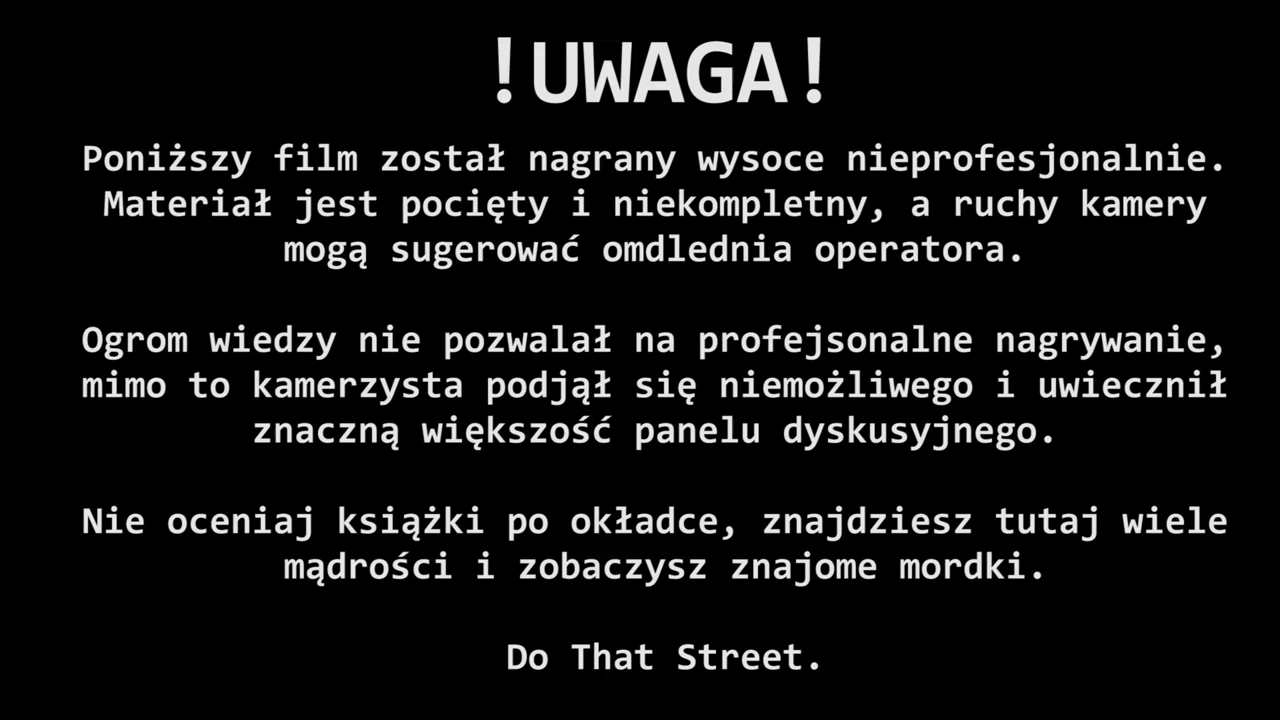 !UWAGA!
Poniższy film został nagrany wysoce nieprofesjonalnie.
Materiał jest pocięty i niekompletny, a ruchy kamery
mogą sugerować omdlednia operatora.
Ogrom wiedzy nie pozwalał na profejsonalne nagrywanie,
mimo to kamerzysta podjął się niemożliwego i uwiecznił
znaczną większość panelu dyskusyjnego.
Nie oceniaj książki po okładce, znajdziesz tutaj wiele
mądrości i zobaczysz znajome mordki.
Do That Street.